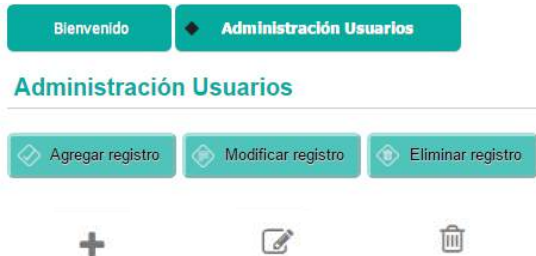 Bienvenido
Administración Usuarios
Administración Usuarios
Agregar registro
Modificar registro
Eliminar registro